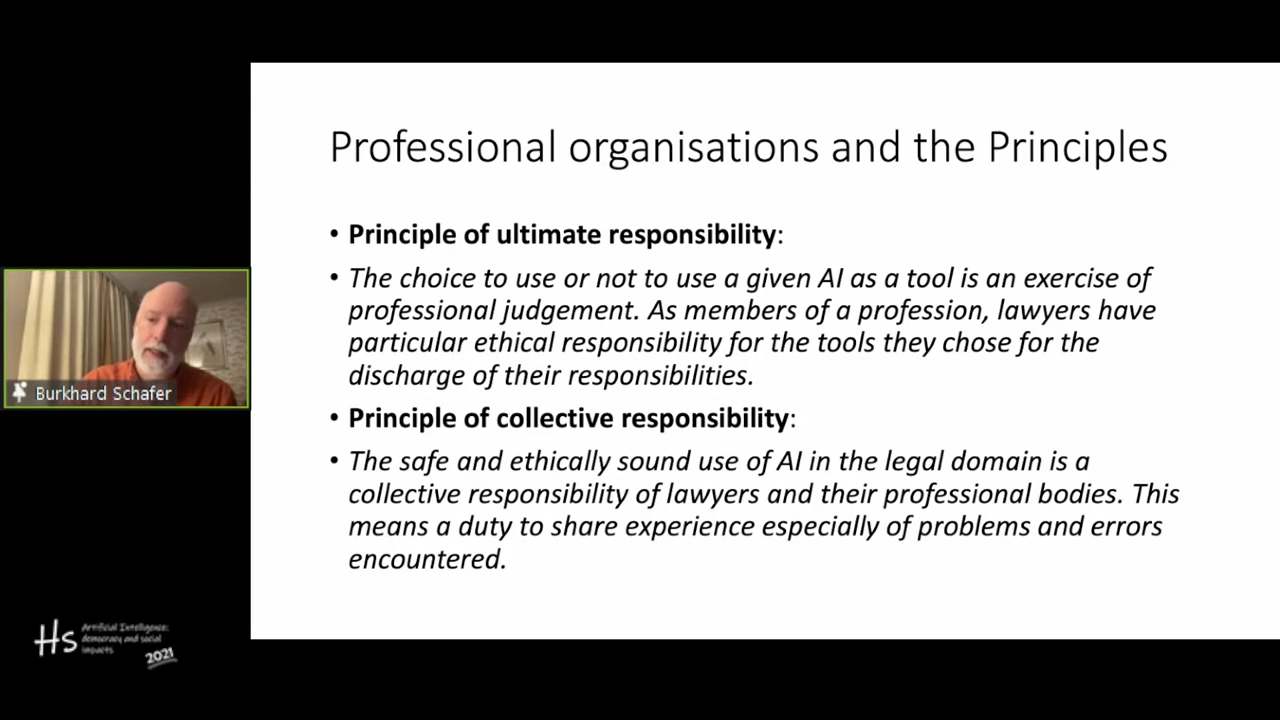 Professional organisations and the Principles
• Principle of ultimate responsibility:
• The choice to use or not to use a given AI as a tool is an exercise of
professional judgement. As members of a profession, lawyers have
particular ethical responsibility for the tools they chose for the
discharge of their responsibilities.
• Principle of collective responsibility:
• The safe and ethically sound use of AI in the legal domain is a
collective responsibility of lawyers and their professional bodies. This
means a duty to share experience especially of problems and errors
encountered.
Burkhard Schafer
Hs
Artificial Intelligence:
democracy and social
impacts
2021